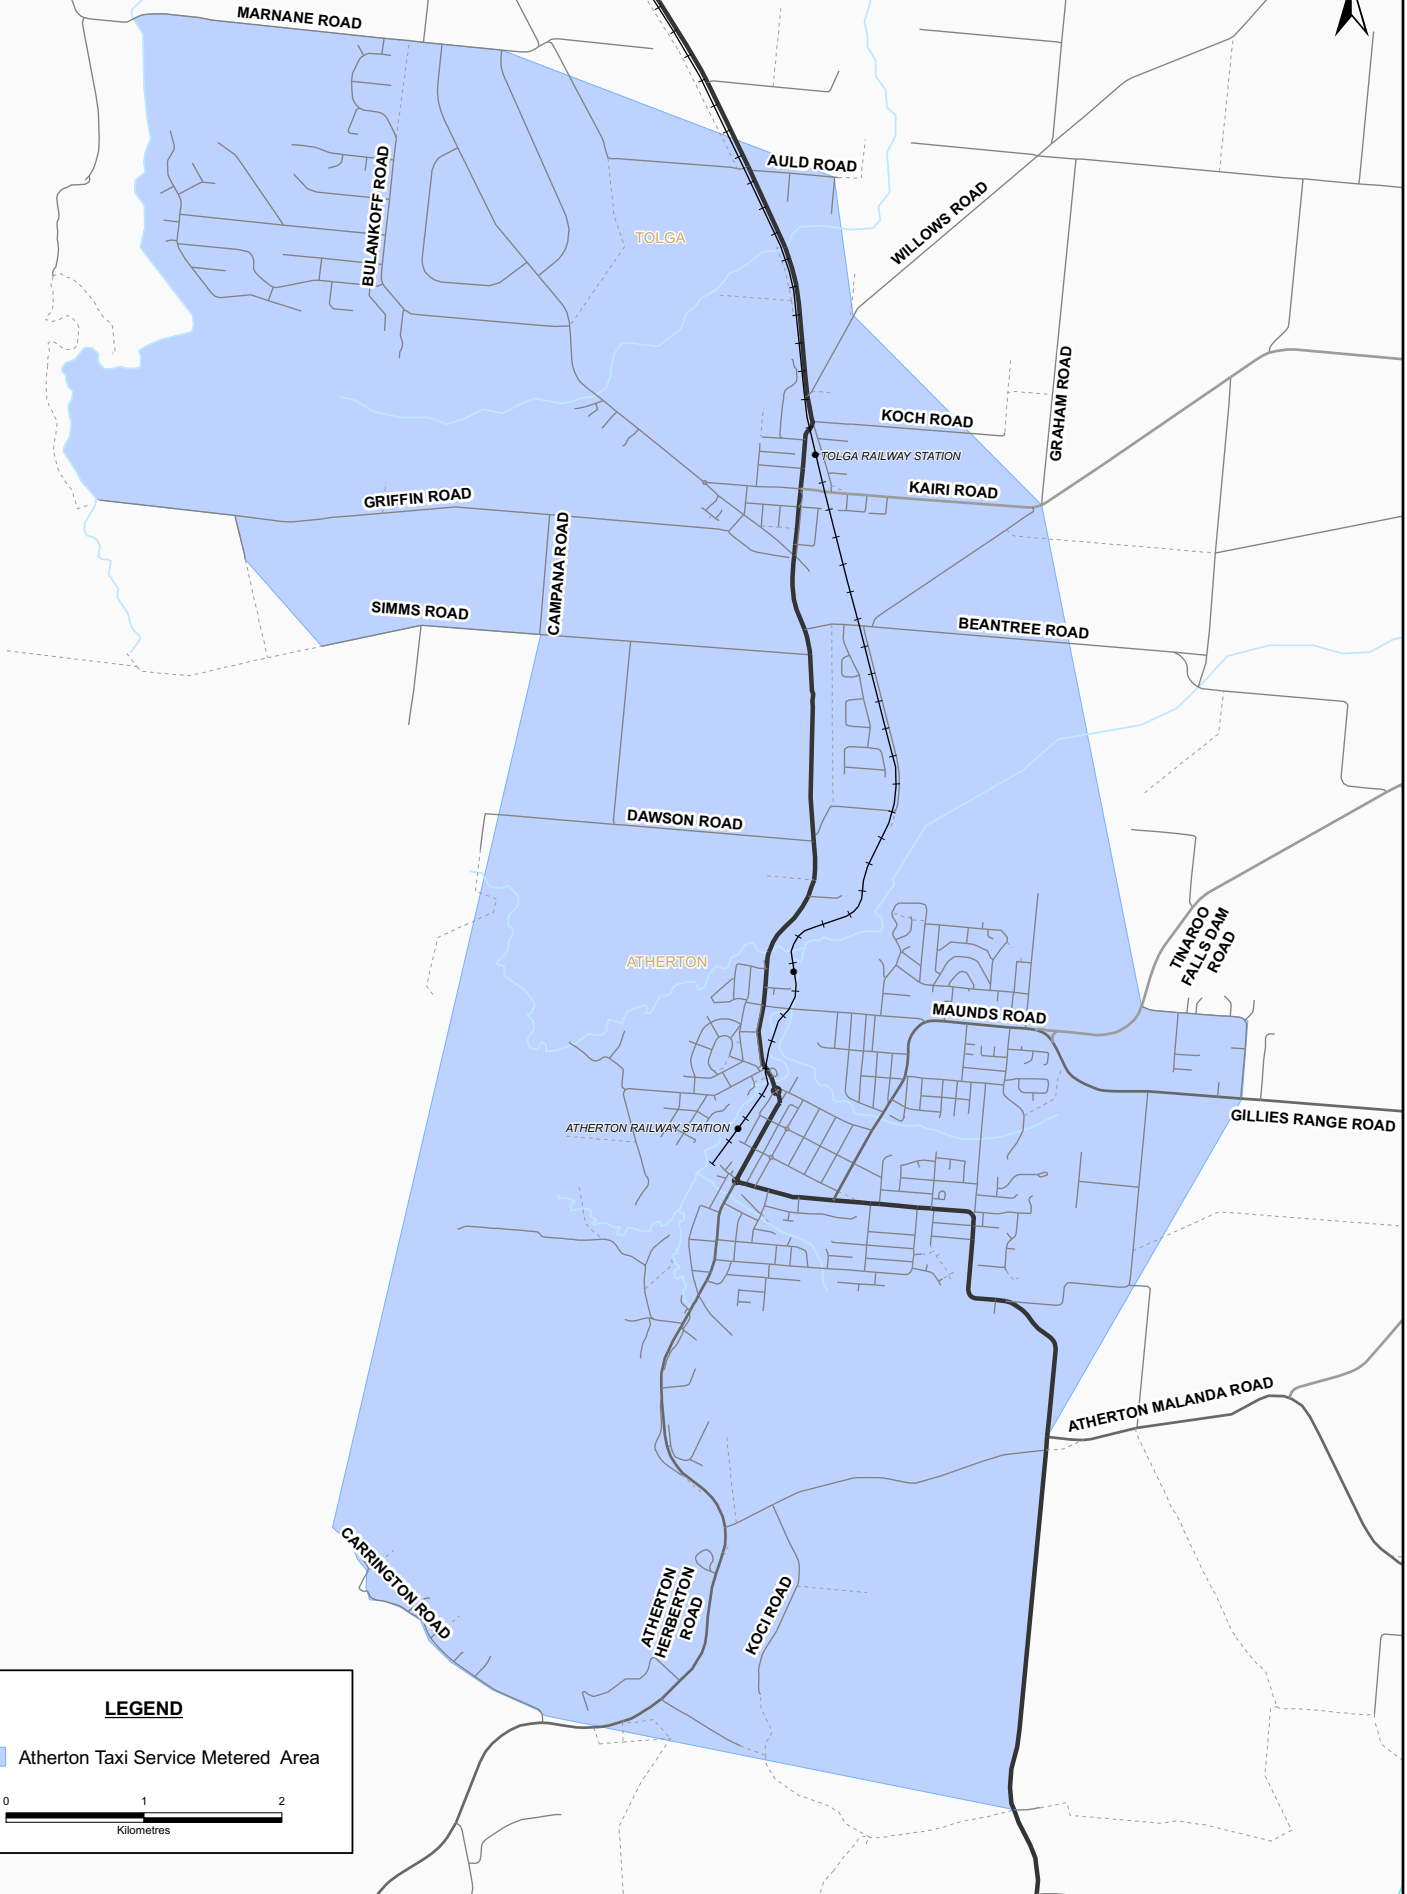 MARNANE ROAD
AULD ROAD
BULANKOFF ROAD
WILLOWS ROAD
TOLGA
GRAHAM ROAD
KOCH ROAD
TOLGA RAILWAY STATION
KAIRI ROAD
GRIFFIN ROAD
CAMPANA ROAD
SIMMS ROAD
BEANTREE ROAD
DAWSON ROAD
TINAROO
FALLS DAM
ROAD
ATHERTON
MAUNDS ROAD
GILLIES RANGE ROAD
ATHERTON RAILWAY STATION
ATHERTON MALANDA ROAD
CARRINGTON ROAD
ATHERTON
HERBERTON
ROAD
KOCI ROAD
LEGEND
Atherton Taxi Service Metered Area
0 1 2
Kilometres